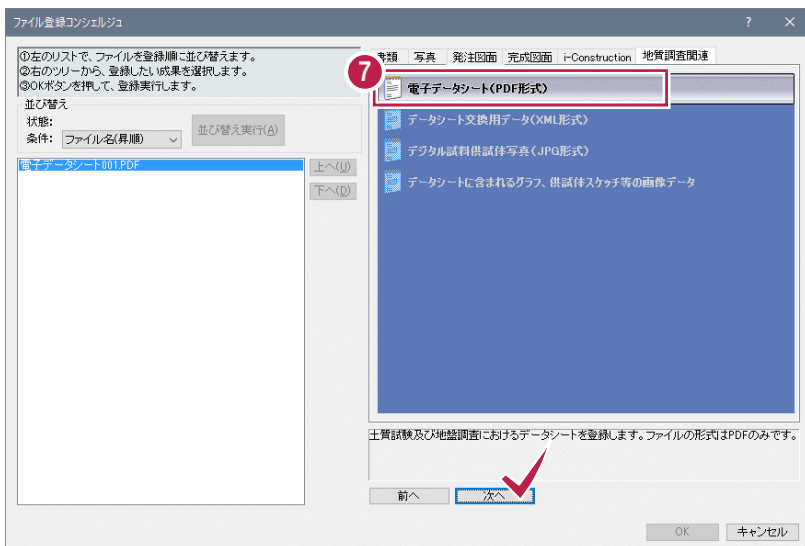 ファイル登録コンシェルジュ
? ×
①左のリストで、ファイルを登録順に並び替えます。
②右のツリーから、登録したい成果を選択します。
③OKボタンを押して、登録実行します。
並び替え
状態:
条件: ファイル名(昇順)
並び替え実行(A)
電子データシート001.PDF
上へ(U)
下へ(D)
書類 写真 発注図面 完成図面 i-Construction 地質調査関連
7
電子データシート(PDF形式)
データシート交換用データ(XML形式)
デジタル試料供試体写真(JPG形式)
データシートに含まれるグラフ、供試体スケッチ等の画像データ
土質試験及び地盤調査におけるデータシートを登録します。ファイルの形式はPDFのみです。
前へ
次へ
OK
キャンセル